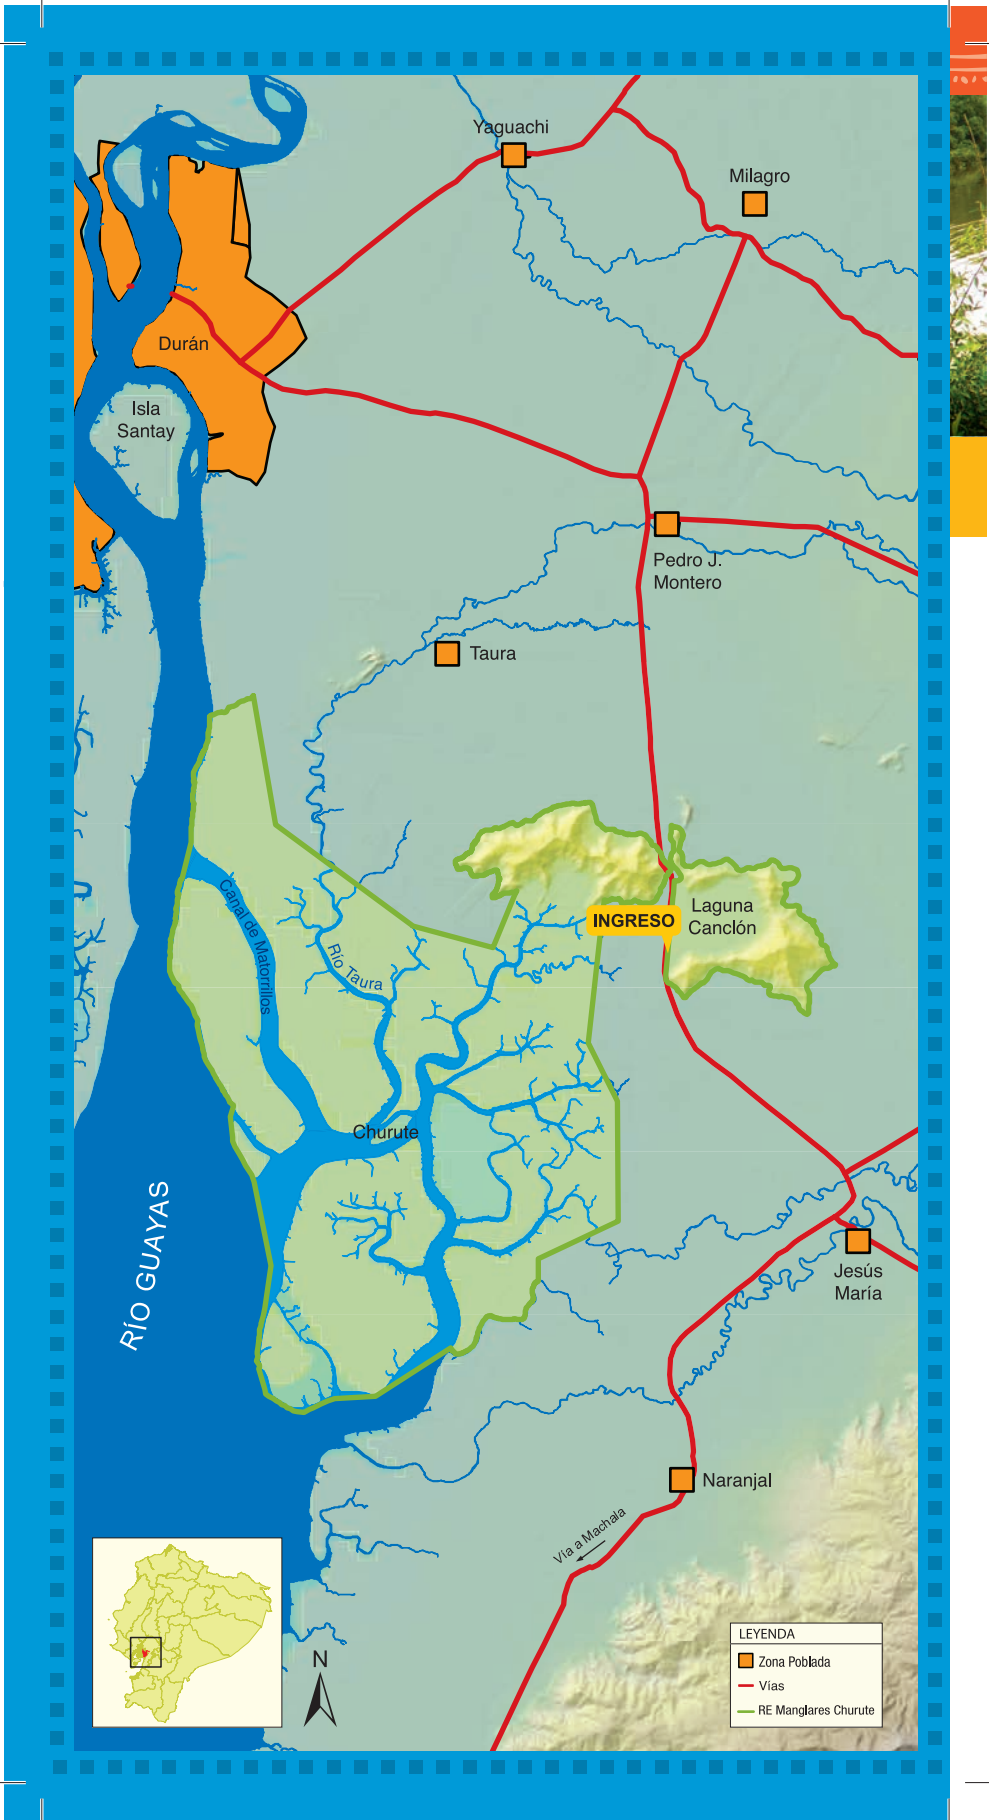 Yaguachi
Milagro
Durán
Isla
Santay
Pedro J.
Montero
Taura
Laguna
Canclón
INGRESO
Canal de Matorrillos
Río Taura
Churute
RÍO GUAYAS
Jesús
María
Naranjal
Vía a Machala
N
LEYENDA
Zona Poblada
Vías
RE Manglares Churute